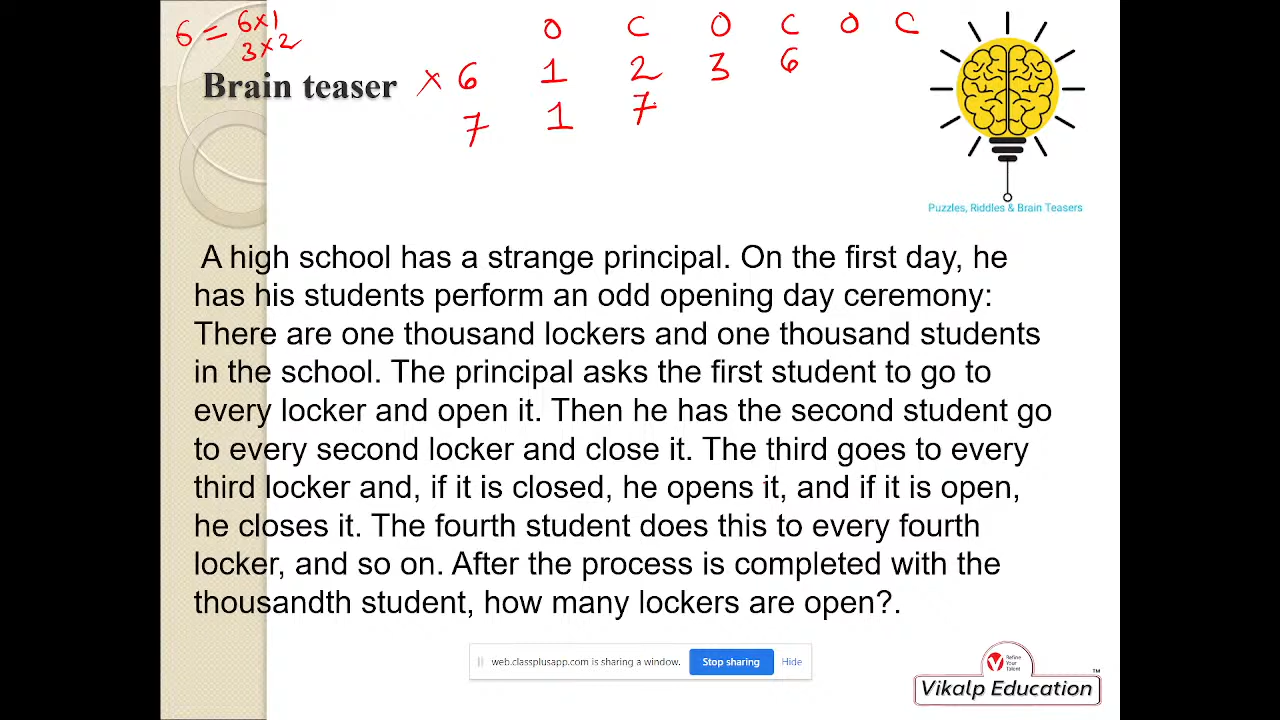 6 = 6×1 O C O C O C
3×2
Brain teaser × 6 1 2 3 6
7 1 7
Puzzles, Riddles & Brain Teasers
A high school has a strange principal. On the first day, he
has his students perform an odd opening day ceremony:
There are one thousand lockers and one thousand students
in the school. The principal asks the first student to go to
every locker and open it. Then he has the second student go
to every second locker and close it. The third goes to every
third locker and, if it is closed, he opens it, and if it is open,
he closes it. The fourth student does this to every fourth
locker, and so on. After the process is completed with the
thousandth student, how many lockers are open?.
web.classplusapp.com is sharing a window. Stop sharing Hide
Refine
Your
Talent
Vikalp Education™